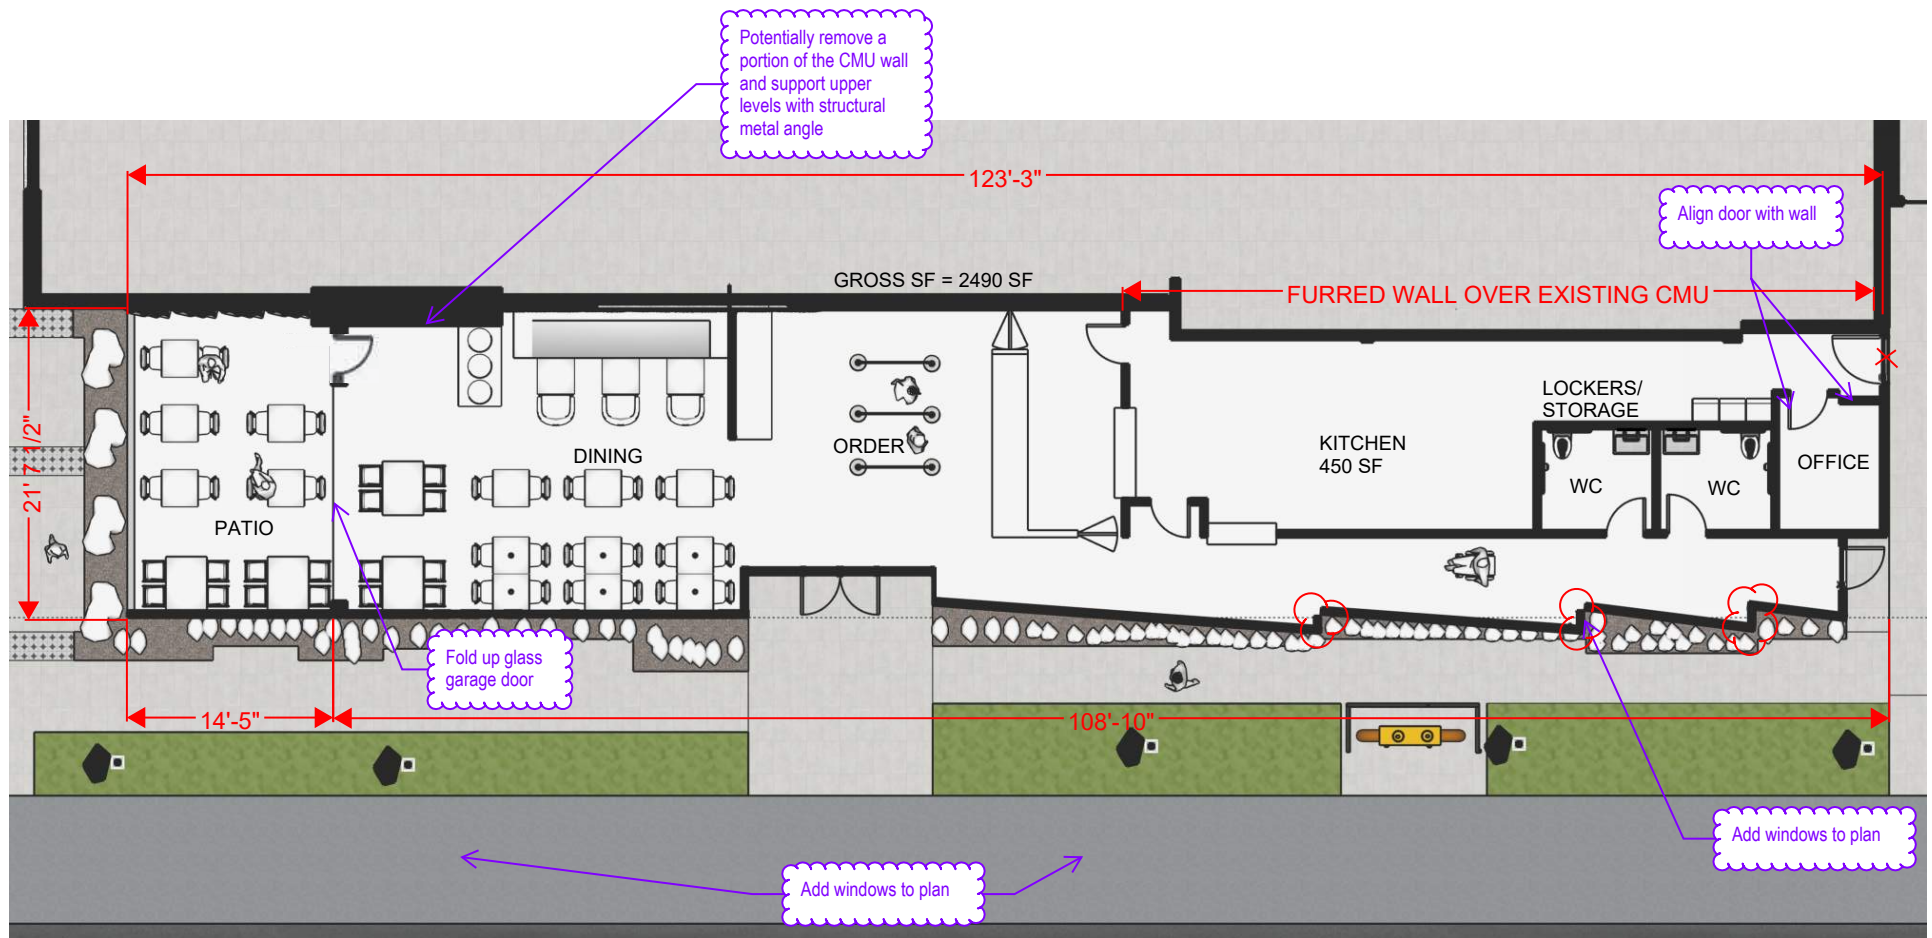 Potentially remove a
portion of the CMU wall
and support upper
levels with structural
metal angle
123'-3"
Align door with wall
GROSS SF = 2490 SF
FURRED WALL OVER EXISTING CMU
LOCKERS/
STORAGE
21' 7 1/2"
DINING
ORDER
KITCHEN
450 SF
OFFICE
WC
WC
PATIO
Fold up glass
garage door
14'-5"
108'-10"
Add windows to plan
Add windows to plan